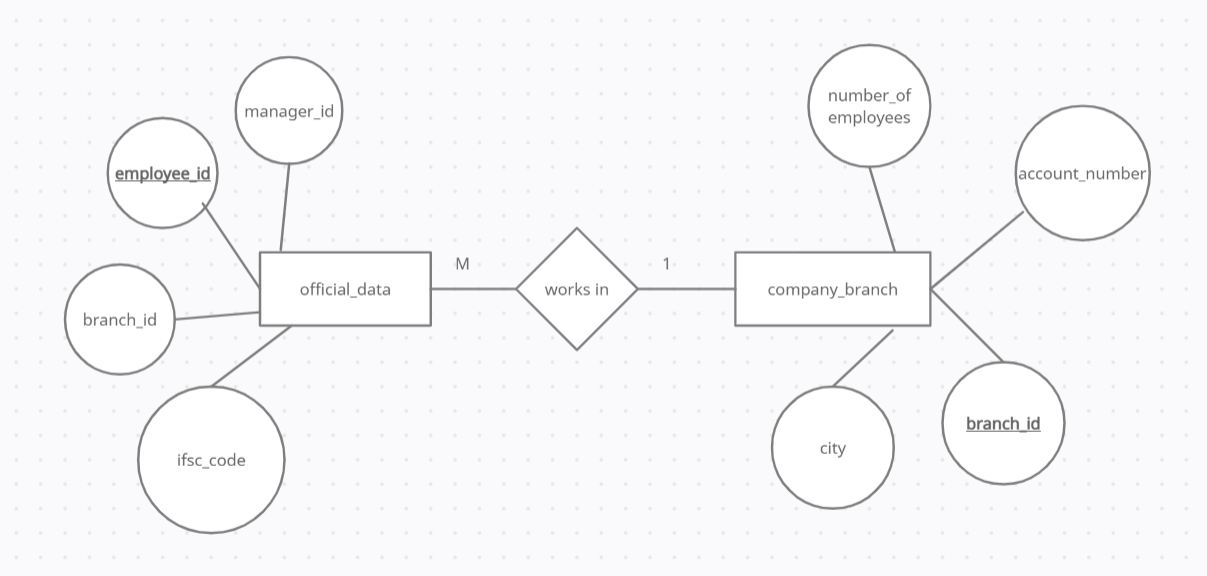 number_of
employees
manager_id
account_number
employee_id
M
1
official_data
works in
company_branch
branch_id
branch_id
city
ifsc_code